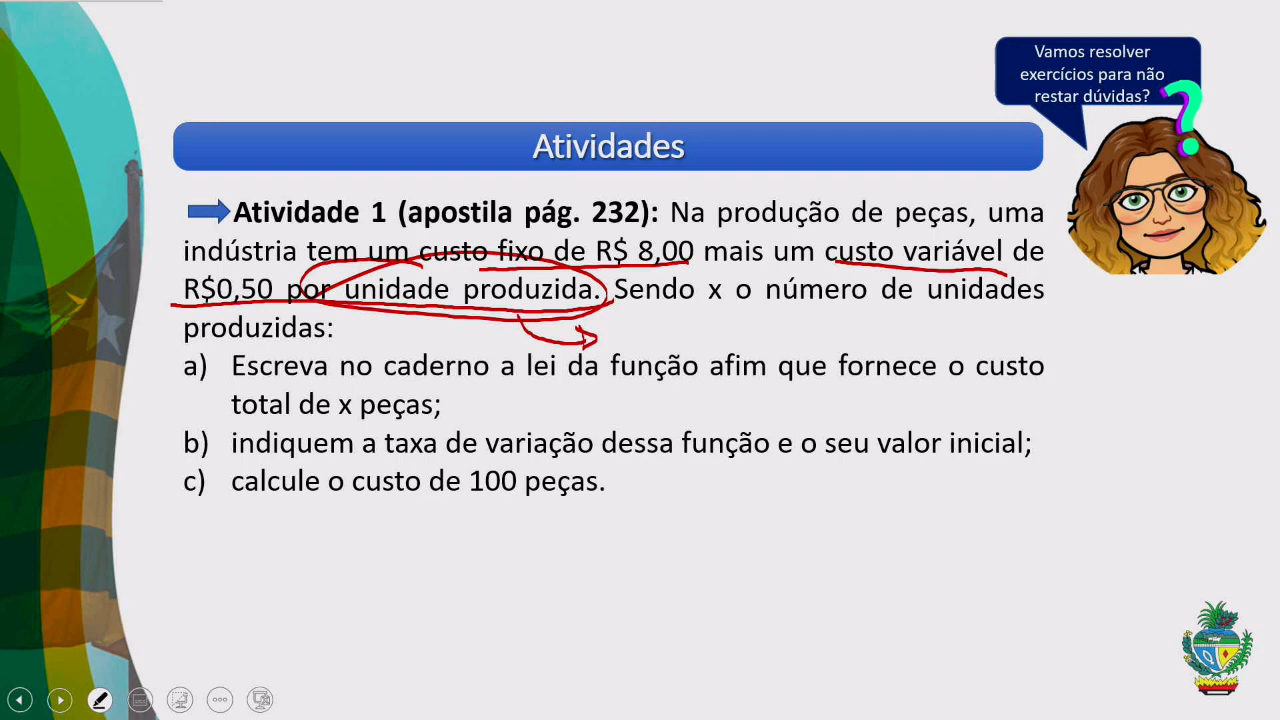 Vamos resolver
exercícios para não
restar dúvidas?
Atividades
Atividade 1 (apostila pág. 232): Na produção de peças, uma
indústria tem um custo fixo de R$ 8,00 mais um custo variável de
R$0,50 por unidade produzida. Sendo x o número de unidades
produzidas:
a) Escreva no caderno a lei da função afim que fornece o custo
total de x peças;
b) indiquem a taxa de variação dessa função e o seu valor inicial;
c) calcule o custo de 100 peças.